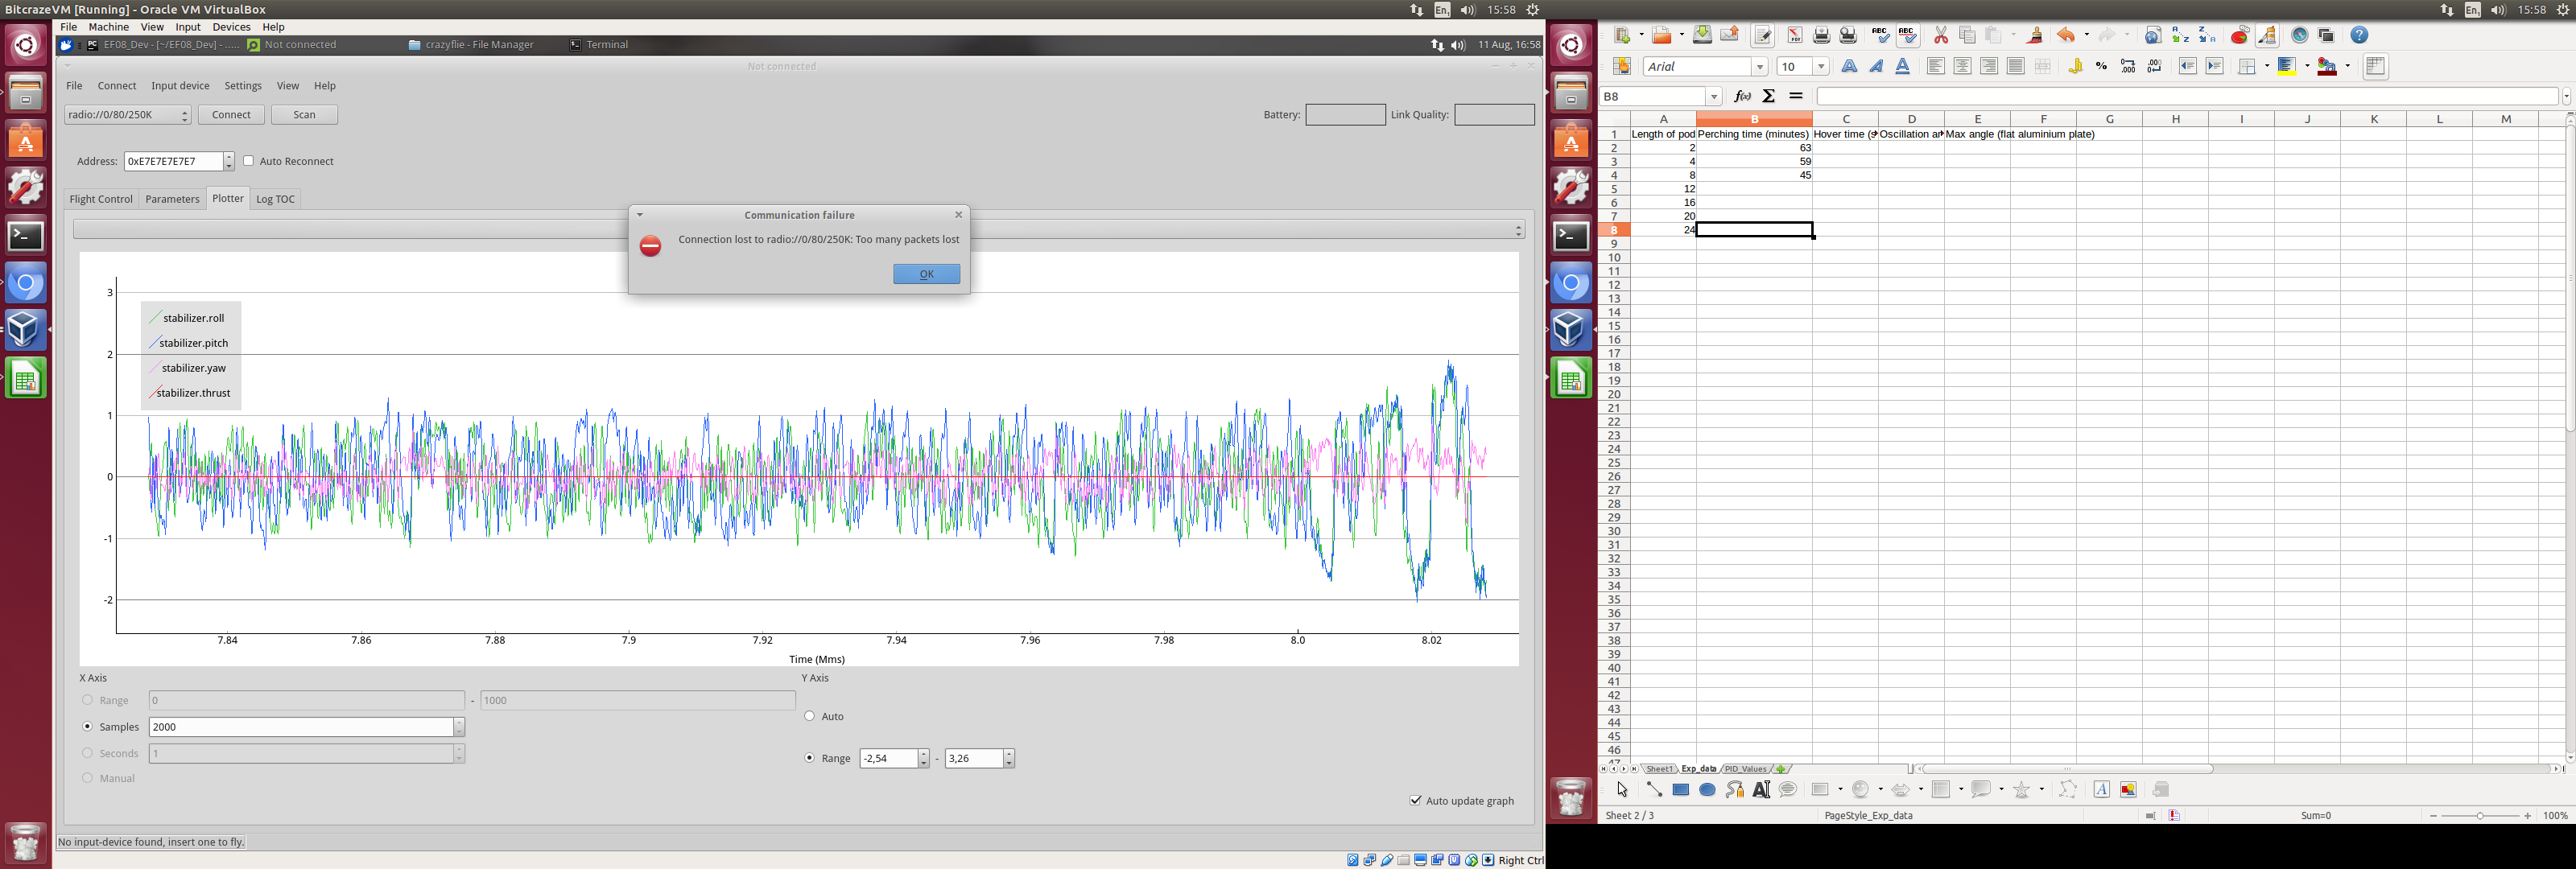 BitcrazeVM [Running] - Oracle VM VirtualBox
En
15:58
File Machine View Input Devices Help
EF08_Dev - [~/EF08_Dev] - .....
Not connected
crazyflie - File Manager
Terminal
11 Aug, 16:58
Not connected
File Connect Input device Settings View Help
radio://0/80/250K
Connect
Scan
Battery:
Link Quality:
Address:
0xE7E7E7E7E7
Auto Reconnect
Flight Control
Parameters
Plotter
Log TOC
Communication failure
Connection lost to radio://0/80/250K: Too many packets lost
OK
stabilizer.roll
stabilizer.pitch
stabilizer.yaw
stabilizer.thrust
3
2
1
0
-1
-2
7.84 7.86 7.88 7.9 7.92 7.94 7.96 7.98 8.0 8.02
Time (Mms)
X Axis
Range 0 - 1000
Samples 2000
Seconds 1
Manual
Y Axis
Auto
Range -2,54 - 3,26
Auto update graph
No input-device found, insert one to fly.
Right Ctrl
En
15:58
Arial
10
B8
A B C D E F G H I J K L M
1 Length of pod Perching time (minutes) Hover time (s Oscillation an Max angle (flat aluminium plate)
2 2 63
3 4 59
4 8 45
5 12
6 16
7 20
8 24
9
10
11
12
13
14
15
16
17
18
19
20
21
22
23
24
25
26
27
28
29
30
31
32
33
34
35
36
37
38
39
40
41
42
43
44
45
46
47
Sheet1 Exp_data PID_Values
Sheet 2 / 3
PageStyle_Exp_data
Sum=0
100%